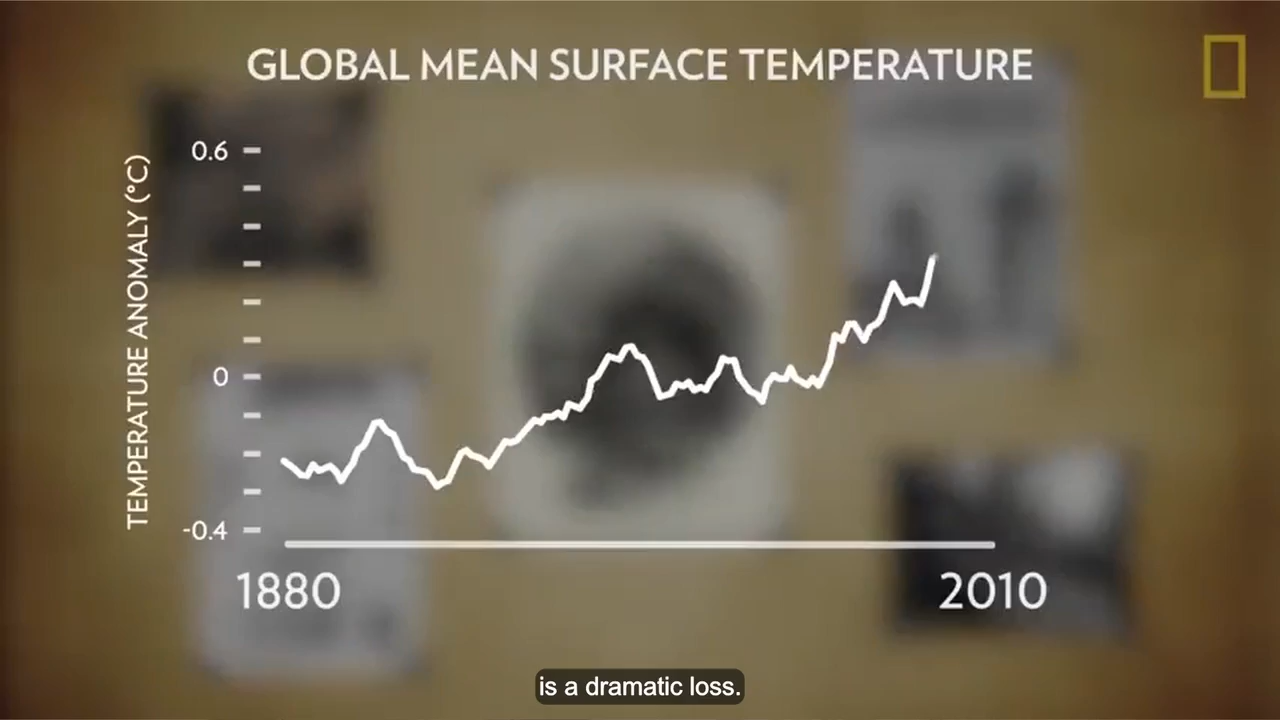 GLOBAL MEAN SURFACE TEMPERATURE
TEMPERATURE ANOMALY (°C)
0.6
0
-0.4
1880
2010
is a dramatic loss.